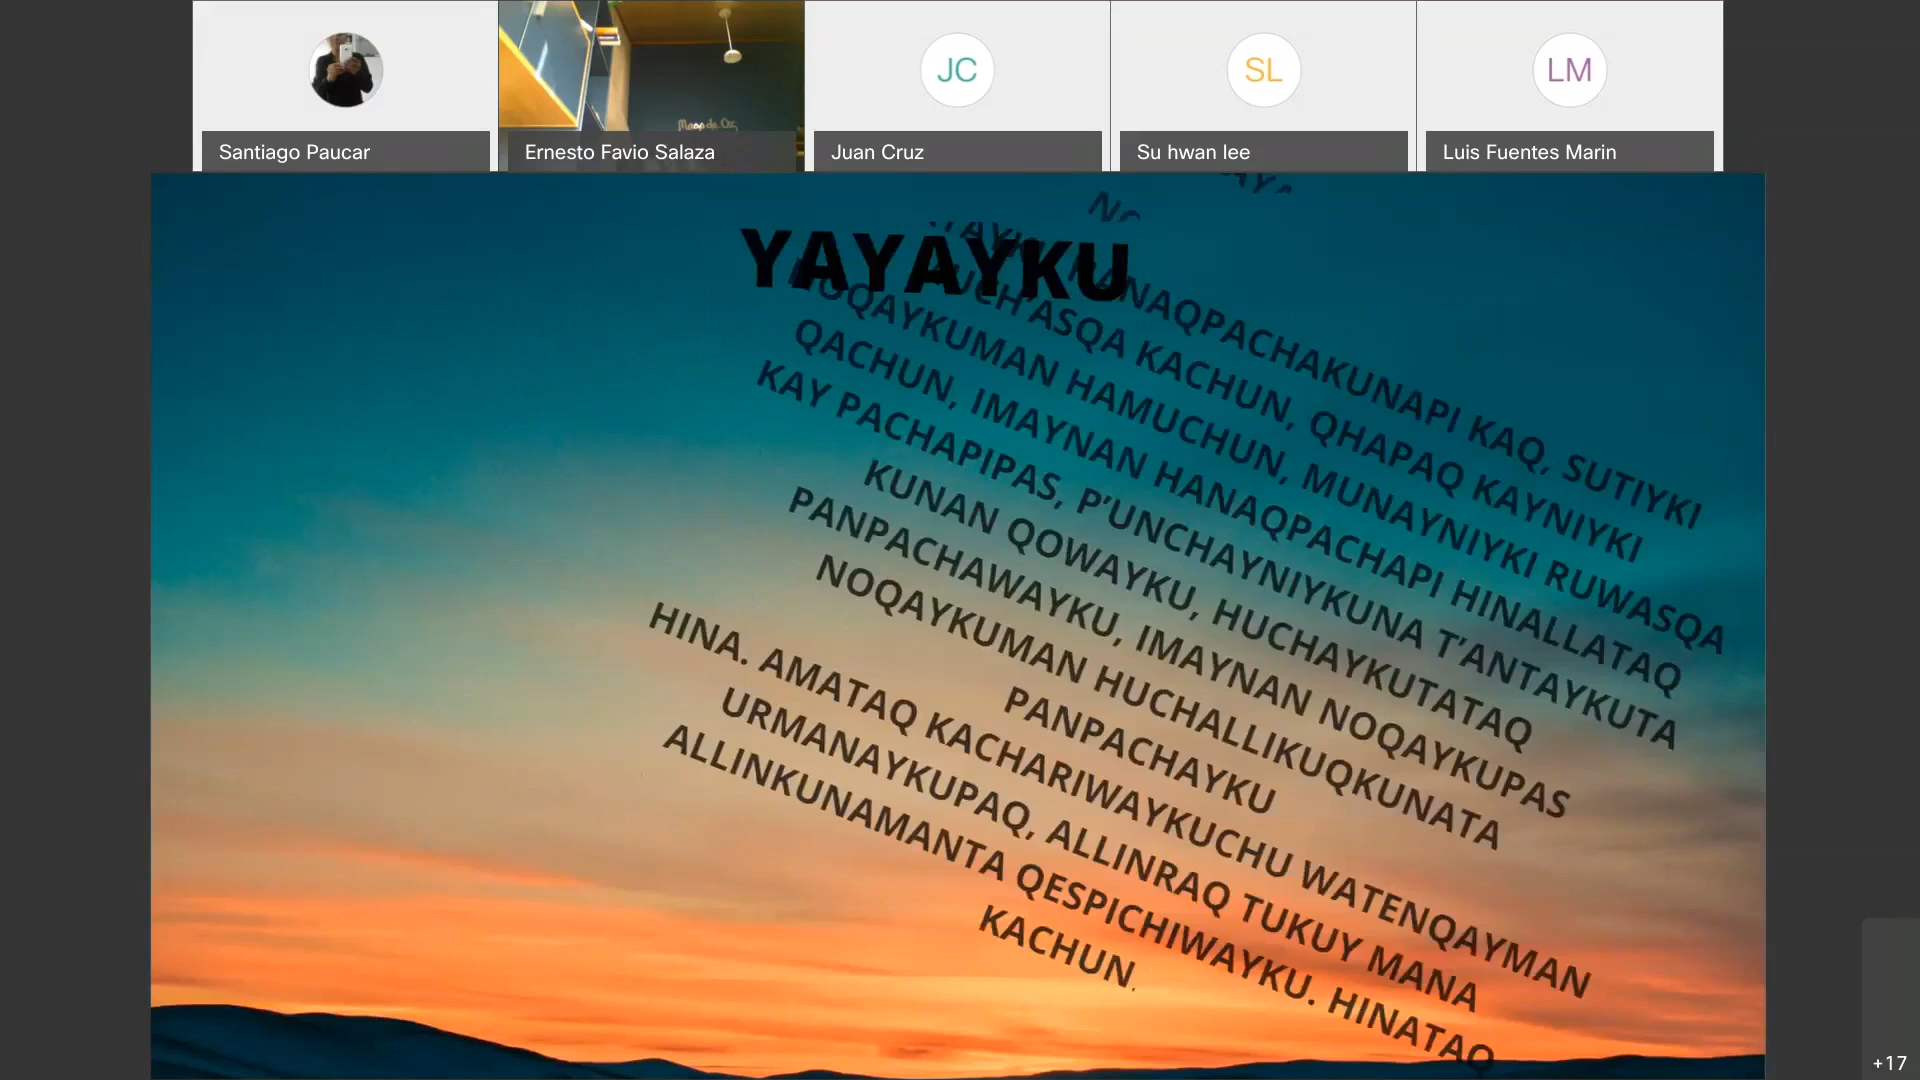 JC
SL
LM
Santiago Paucar
Ernesto Favio Salaza
Juan Cruz
Su hwan lee
Luis Fuentes Marin
YAYAYKU
HANAQPACHAKUNAPI KAQ, SUTIYKI
KACHUN, QHAPAQ KAYNIYKI
NOQAYKUMAN HAMUCHUN, MUNAYNIYKI RUWASQA
QACHUN, IMAYNAN HANAQPACHAPI HINALLATAQ
KAY PACHAPIPAS, P'UNCHAYNIYKUNA T'ANTAYKUTA
KUNAN QOWAYKU, HUCHAYKUTATAQ
PANPACHAWAYKU, IMAYNAN NOQAYKUPAS
NOQAYKUMAN HUCHALLIKUQKUNATA
PANPACHAYKU
HINA. AMATAQ KACHARIWAYKUCHU WATENQAYMAN
URMANAYKUPAQ, ALLINRAQ TUKUY MANA
ALLINKUNAMANTA QESPICHIWAYKU. HINATAQ
KACHUN.
+17